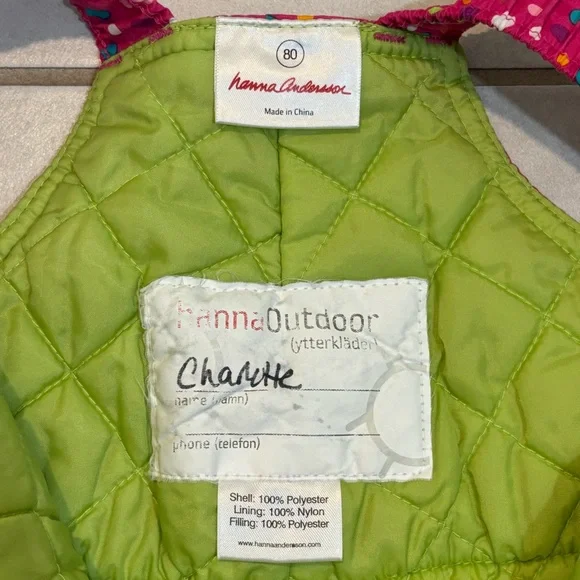 80
hanna Andersson
Made in China
HannaOutdoor
(ytterkläder)
Charlotte
name (namn)
phone (telefon)
Shell: 100% Polyester
Lining: 100% Nylon
Filling: 100% Polyester
www.hannaandersson.com